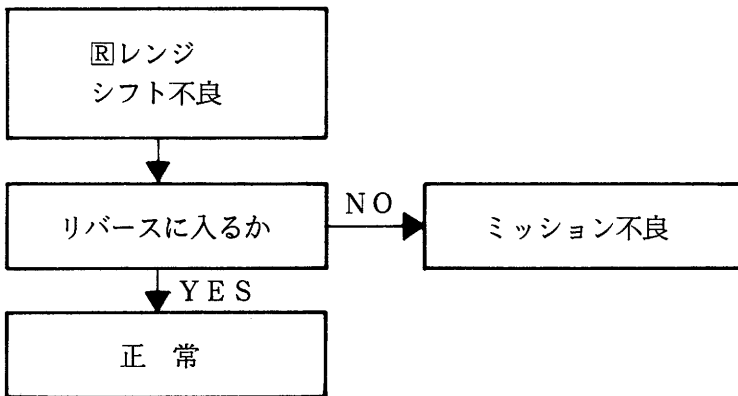 🅁レンジ
シフト不良
リバースに入るか
NO
ミッション不良
YES
正 常